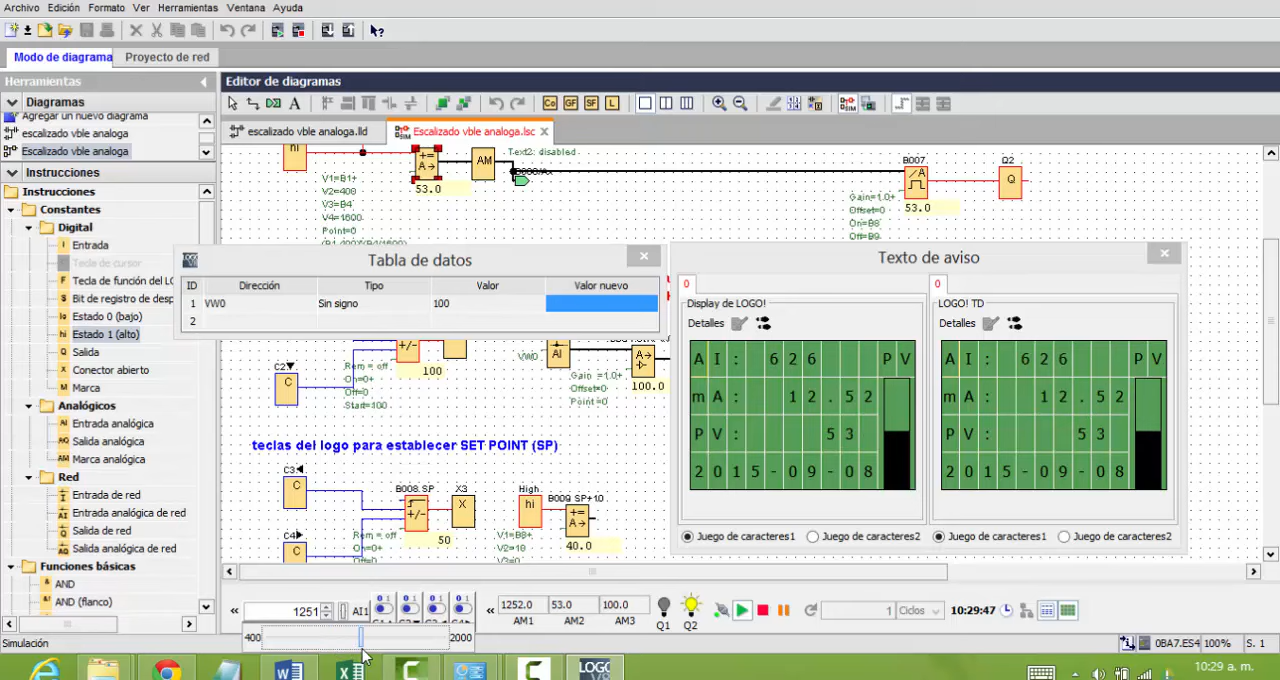 Archivo Edición Formato Ver Herramientas Ventana Ayuda
Modo de diagrama Proyecto de red
Herramientas
Editor de diagramas
Diagramas
Agregar un nuevo diagrama
escalizado vble analoga
Escalizado vble analoga
Instrucciones
Instrucciones
Constantes
Digital
Entrada
Tecla de cursor
Tecla de función del LO
Bit de registro de desp
Estado 0 (bajo)
Estado 1 (alto)
Salida
Conector abierto
Marca
Analógicos
Entrada analógica
Salida analógica
Marca analógica
Red
Entrada de red
Entrada analógica de red
Salida de red
Salida analógica de red
Funciones básicas
AND
AND (flanco)
Simulación
escalizado vble analoga.lld
Escalizado vble analoga.lsc
hi
+=
A→
AM
Text2: disabled
53.0
V1=B1+
V2=400
V3=B4
V4=1600
Point=0
B007
/A
Q2
Q
Gain=1.0+
Offset=0
On=B8
Off=B9
53.0
Tabla de datos
ID Dirección Tipo Valor Valor nuevo
1 VW0 Sin signo 100
2
Texto de aviso
0
Display de LOGO!
Detalles
AI: 626 PV
mA: 12.52
PV: 53
2015-09-08
Juego de caracteres1 Juego de caracteres2
0
LOGO! TD
Detalles
AI: 626 PV
mA: 12.52
PV: 53
2015-09-08
Juego de caracteres1 Juego de caracteres2
C2▼
C
+/-
Rem = off
On=0+
Off=0
Start=100
100
VW0
AI
Gain =1.0+
Offset=0
Point =0
A→
100.0
teclas del logo para establecer SET POINT (SP)
C3◀
C
C4▶
C
B008 SP
+/-
Rem = off
On=0+
50
X3
X
High
hi
B009 SP+10
+=
A→
V1=B8+
V2=10
V3=0
40.0
1251
AI1
400 2000
1252.0 53.0 100.0
AM1 AM2 AM3
Q1 Q2
1 Ciclos
10:29:47
0BA7.ES4 100% S. 1
10:29 a. m.